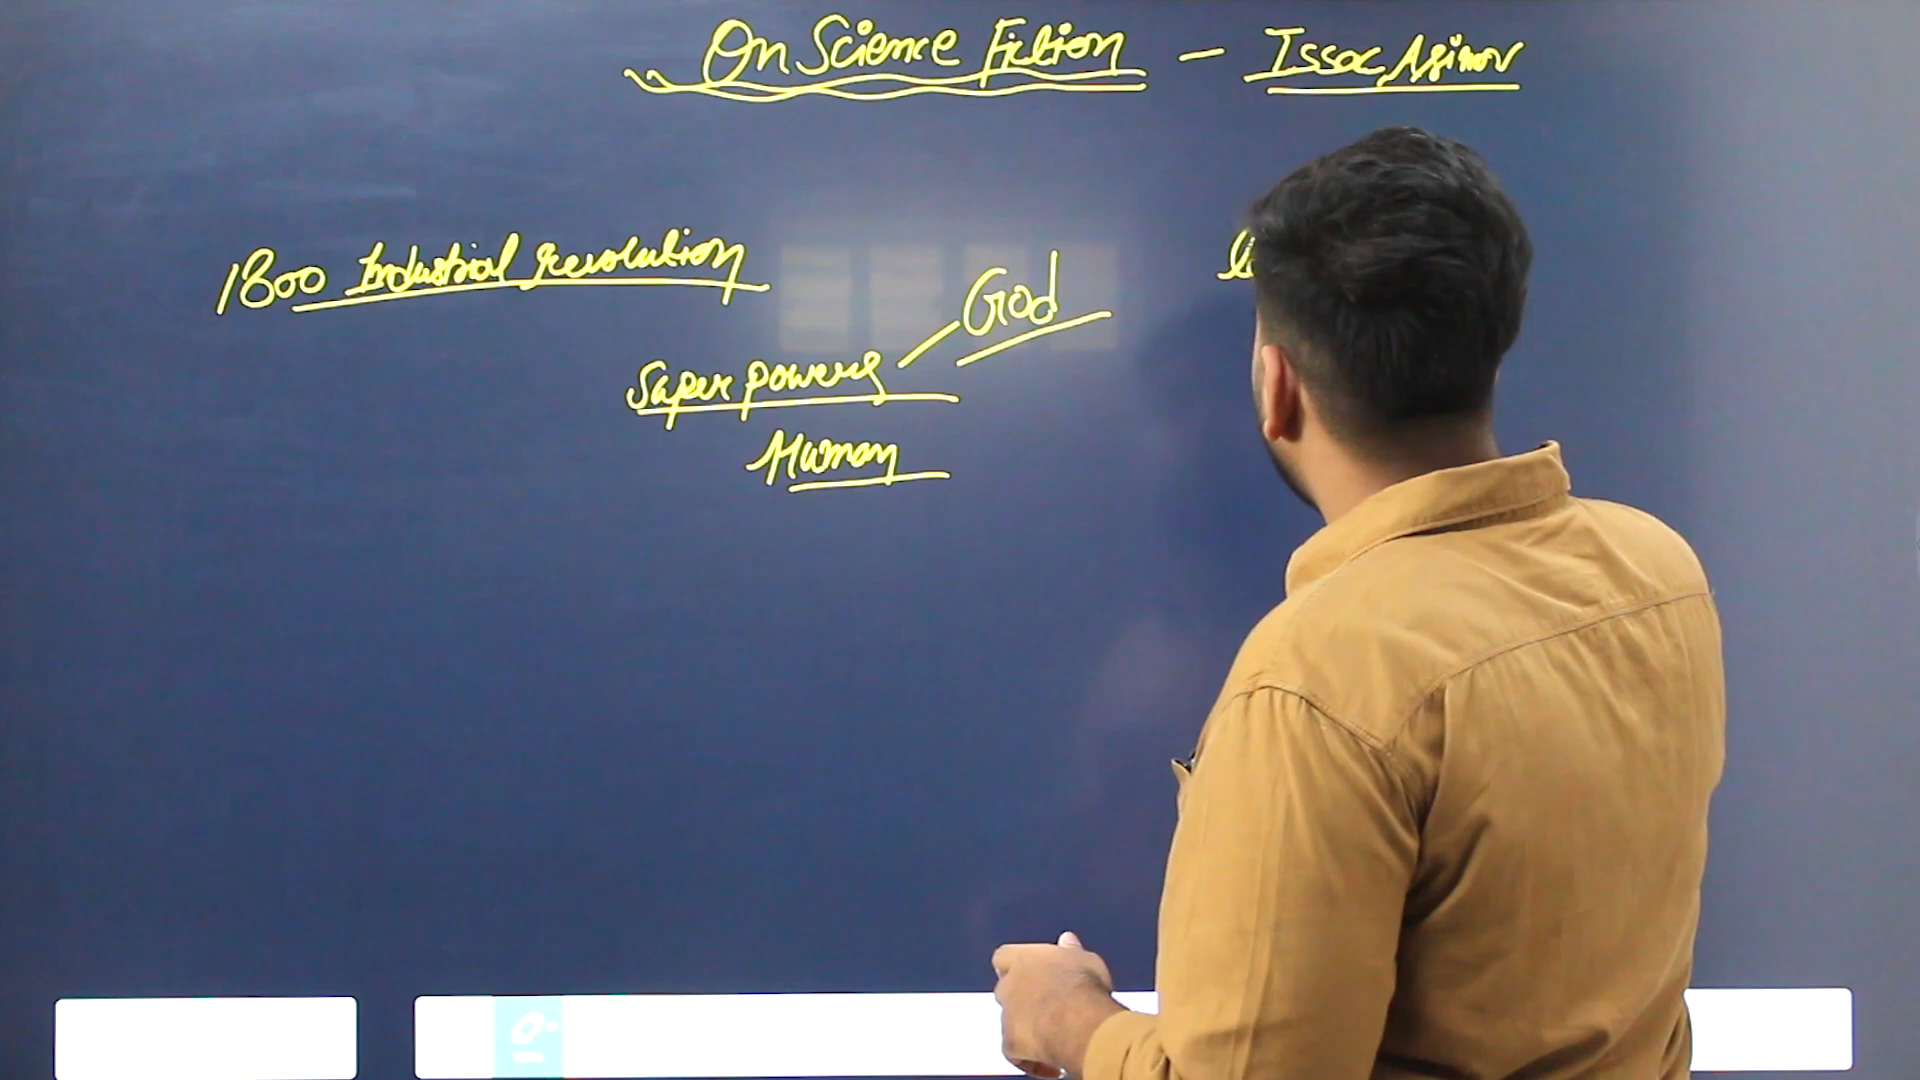 On Science Fiction - Issac Asimov
1800 Industrial revolution
God
Super powers
Human